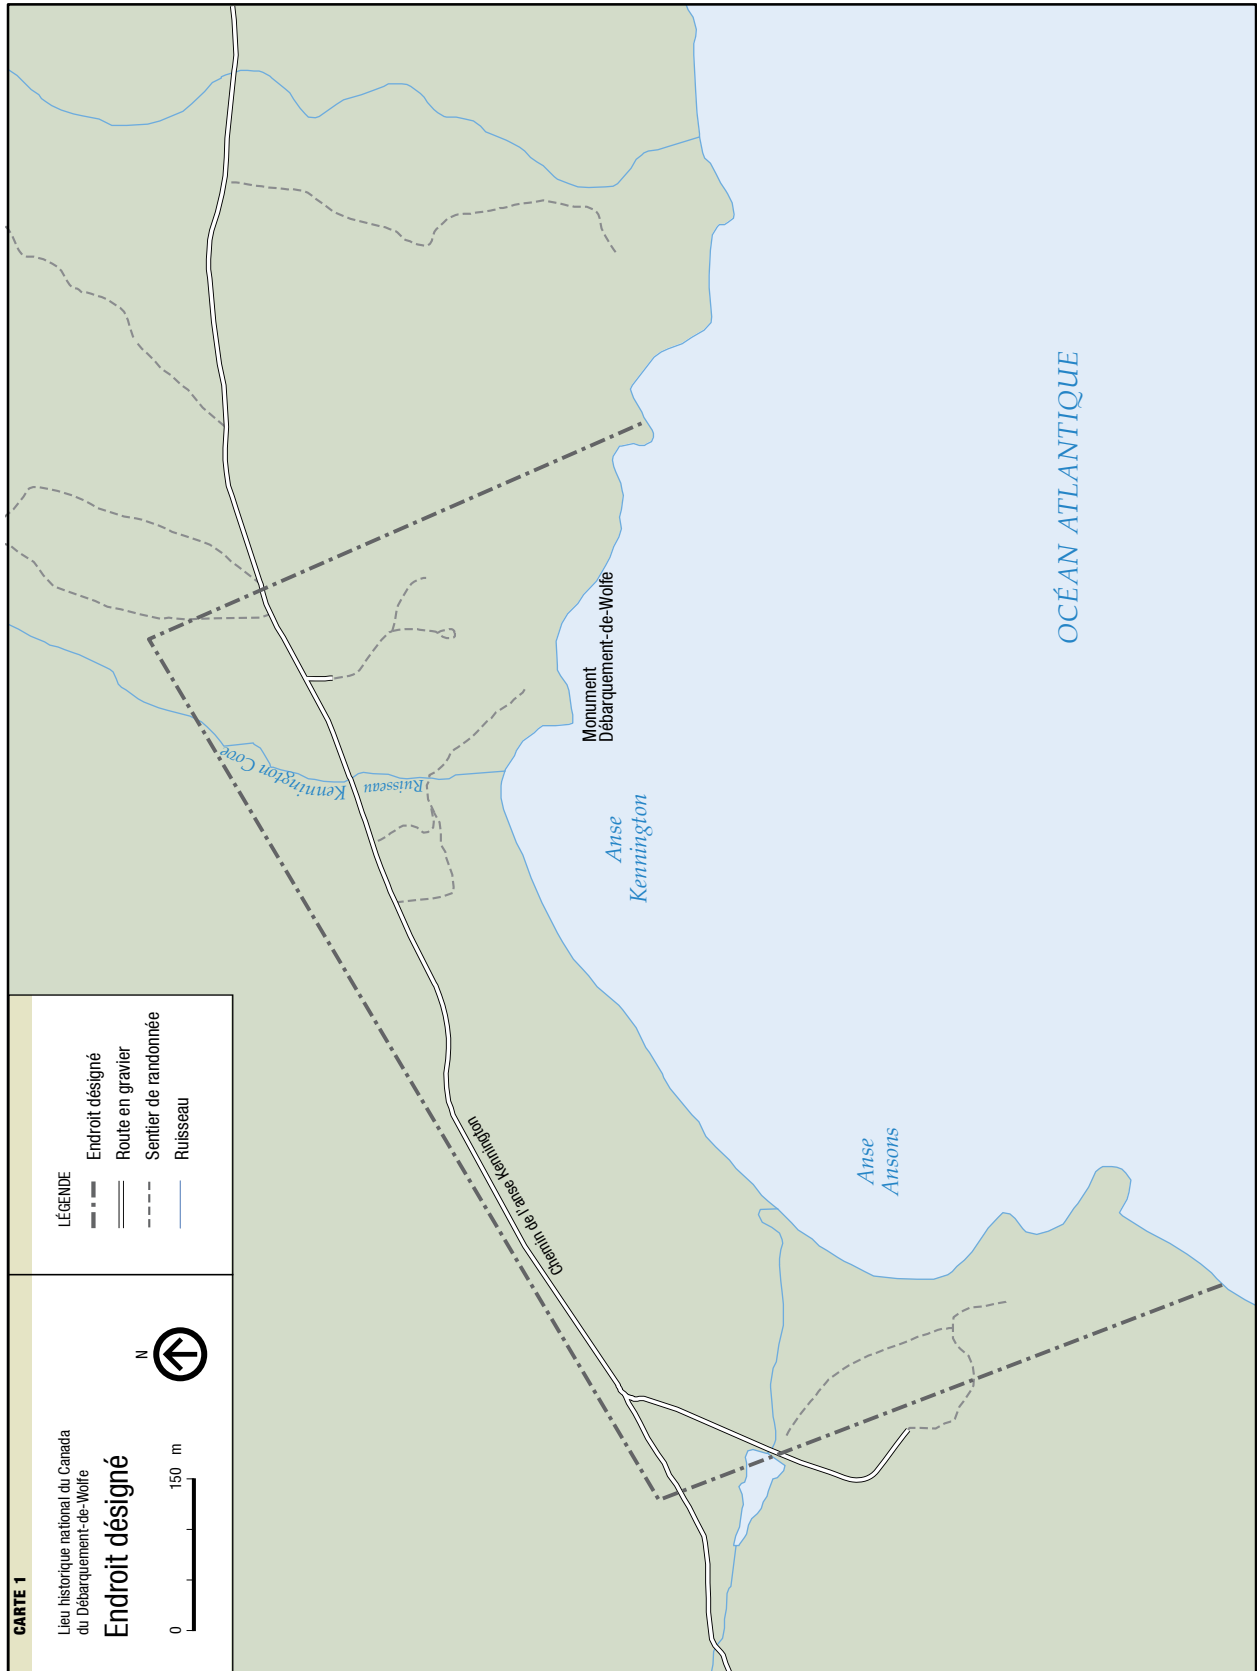 CARTE 1
Lieu historique national du Canada
du Débarquement-de-Wolfe
Endroit désigné
0 150 m
N
LÉGENDE
Endroit désigné
Route en gravier
Sentier de randonnée
Ruisseau
Chemin de l'anse Kennington
Ruisseau Kennington Cove
Monument
Débarquement-de-Wolfe
Anse
Kennington
Anse
Ansons
OCÉAN ATLANTIQUE